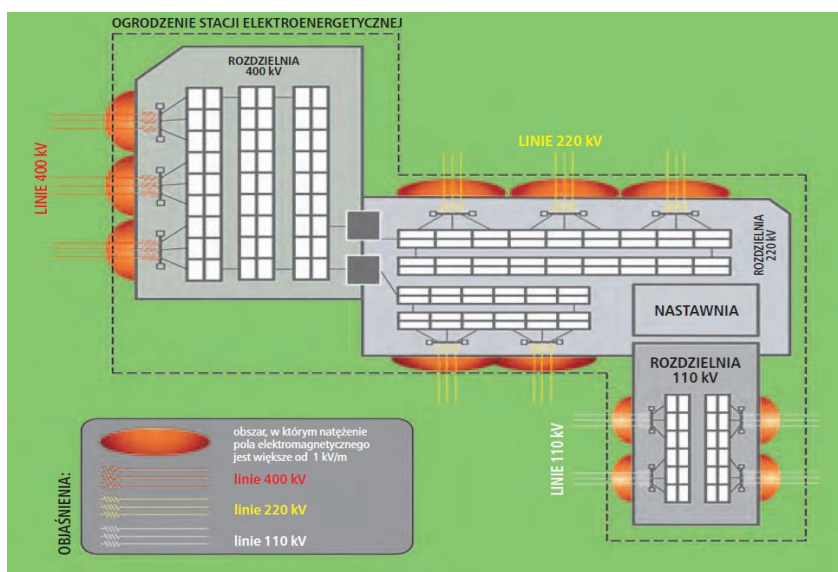 OGRODZENIE STACJI ELEKTROENERGETYCZNEJ
ROZDZIELNIA
400 kV
LINIE 400 kV
LINIE 220 kV
ROZDZIELNIA
220 kV
NASTAWNIA
ROZDZIELNIA
110 kV
LINIE 110 kV
OBJAŚNIENIA:
obszar, w którym natężenie
pola elektromagnetycznego
jest większe od 1 kV/m
linie 400 kV
linie 220 kV
linie 110 kV